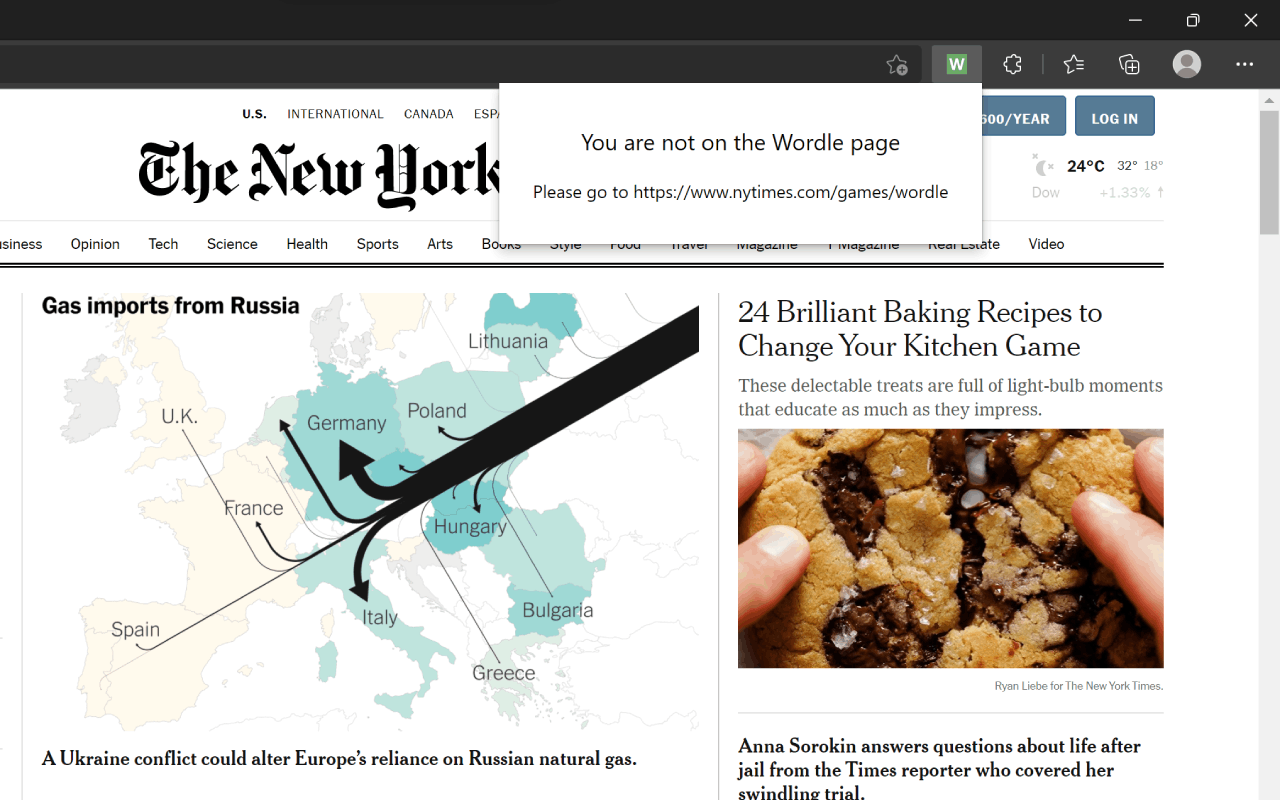 W
U.S. INTERNATIONAL CANADA
You are not on the Wordle page
Please go to https://www.nytimes.com/games/wordle
/YEAR
LOG IN
The New York
24°C 32° 18°
Dow +1.33% ↑
Opinion Tech Science Health Sports Arts Books Style Food Travel Magazine T Magazine Real Estate Video
Gas imports from Russia
Lithuania
U.K.
Germany
Poland
France
Hungary
Italy
Bulgaria
Spain
Greece
A Ukraine conflict could alter Europe’s reliance on Russian natural gas.
24 Brilliant Baking Recipes to
Change Your Kitchen Game
These delectable treats are full of light-bulb moments
that educate as much as they impress.
Ryan Liebe for The New York Times.
Anna Sorokin answers questions about life after
jail from the Times reporter who covered her
swindling trial.